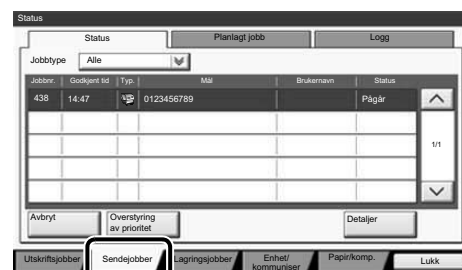 Status
Status Planlagt jobb Logg
Jobbtype Alle
Jobbnr. Godkjent tid Typ. Mål Brukernavn Status
438 14:47 0123456789 Pågår
1/1
Avbryt Overstyring av prioritet Detaljer
Utskriftsjobber Sendejobber Lagringsjobber Enhet/ kommuniser Papir/komp. Lukk